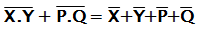 X̅.̅Y̅ + P̅.̅Q̅ = X̅+Y̅+P̅+Q̅